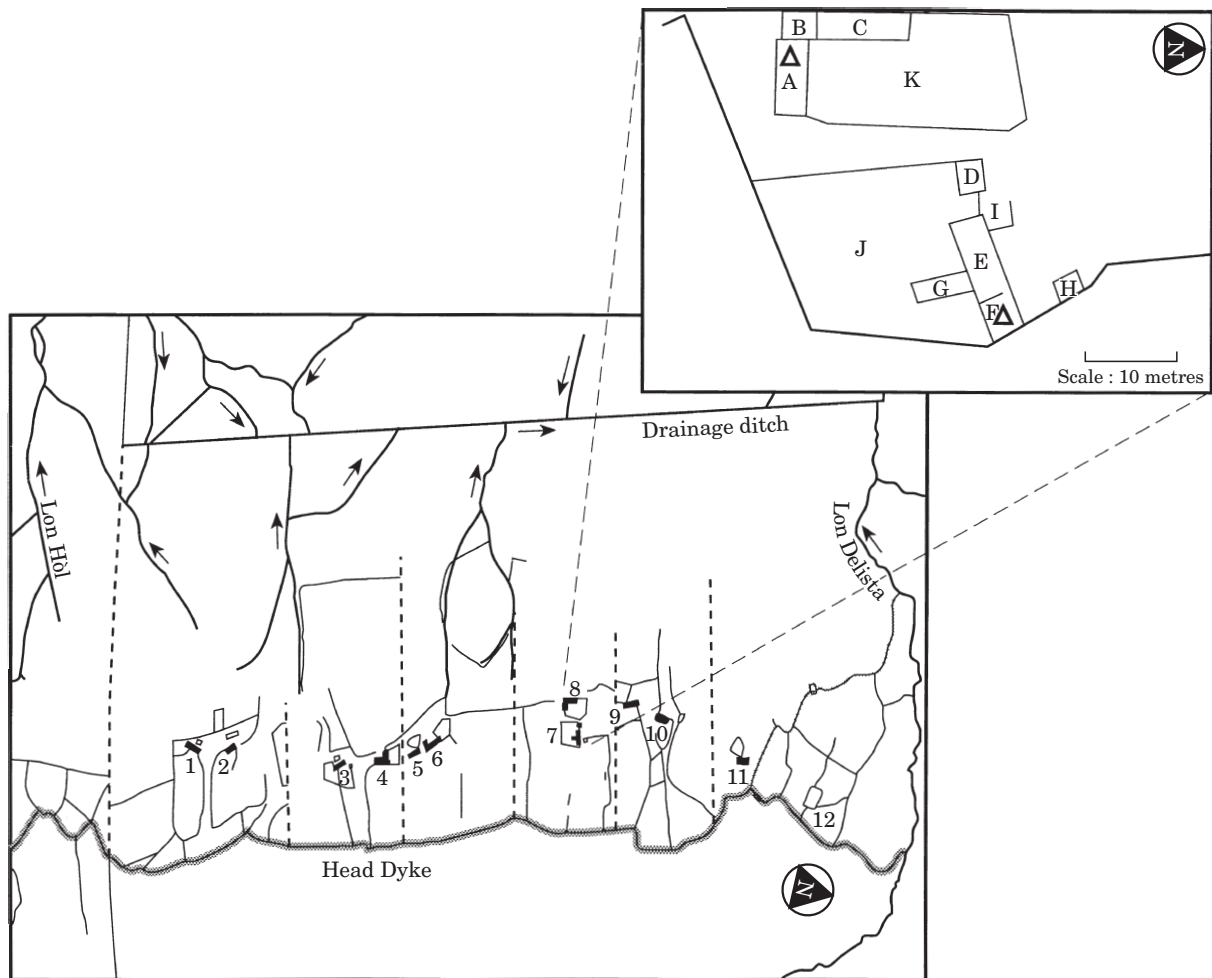 B
C
N
A
K
D
I
J
E
G
H
F
Scale : 10 metres
Drainage ditch
Lon Hòl
Lon Delista
8
9
7
10
1
2
3
4
5
6
11
12
Head Dyke
N